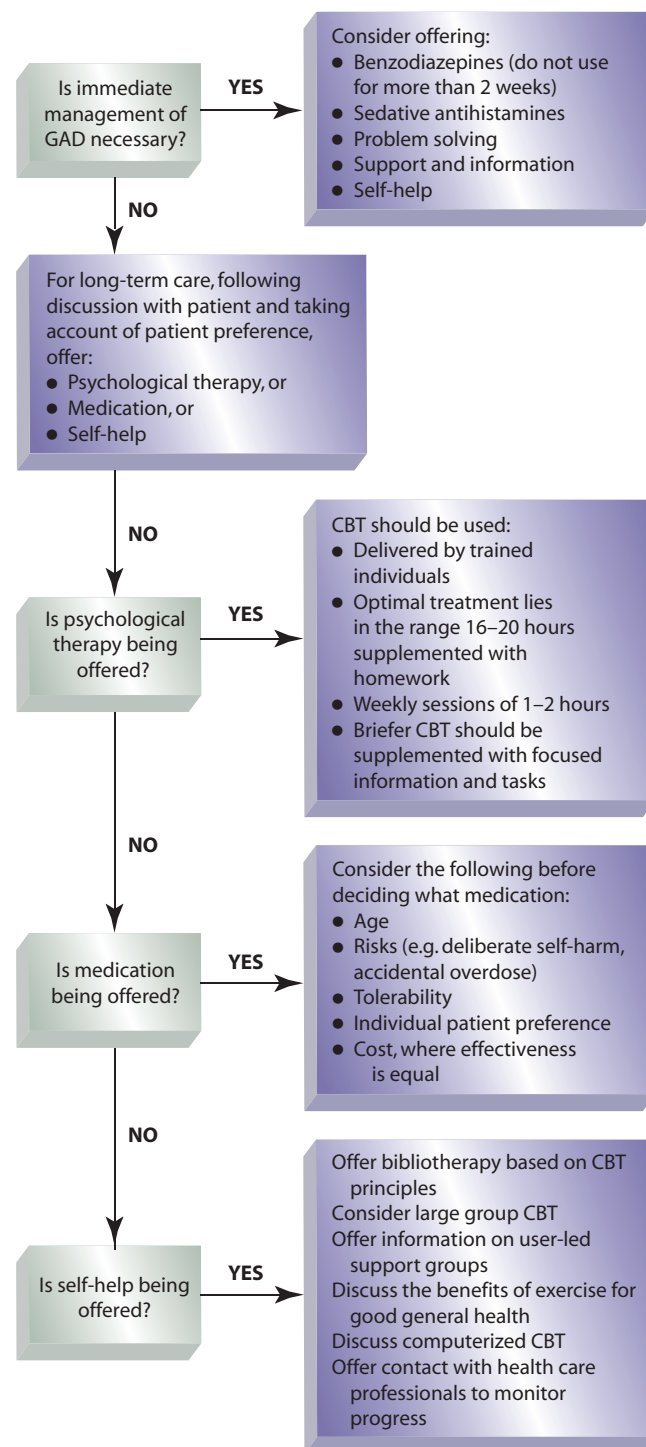 Is immediate
management of
GAD necessary?
YES
Consider offering:
● Benzodiazepines (do not use
for more than 2 weeks)
● Sedative antihistamines
● Problem solving
● Support and information
● Self-help
NO
For long-term care, following
discussion with patient and taking
account of patient preference,
offer:
● Psychological therapy, or
● Medication, or
● Self-help
NO
Is psychological
therapy being
offered?
YES
CBT should be used:
● Delivered by trained
individuals
● Optimal treatment lies
in the range 16–20 hours
supplemented with
homework
● Weekly sessions of 1–2 hours
● Briefer CBT should be
supplemented with focused
information and tasks
NO
Is medication
being offered?
YES
Consider the following before
deciding what medication:
● Age
● Risks (e.g. deliberate self-harm,
accidental overdose)
● Tolerability
● Individual patient preference
● Cost, where effectiveness
is equal
NO
Is self-help being
offered?
YES
Offer bibliotherapy based on CBT
principles
Consider large group CBT
Offer information on user-led
support groups
Discuss the benefits of exercise for
good general health
Discuss computerized CBT
Offer contact with health care
professionals to monitor
progress